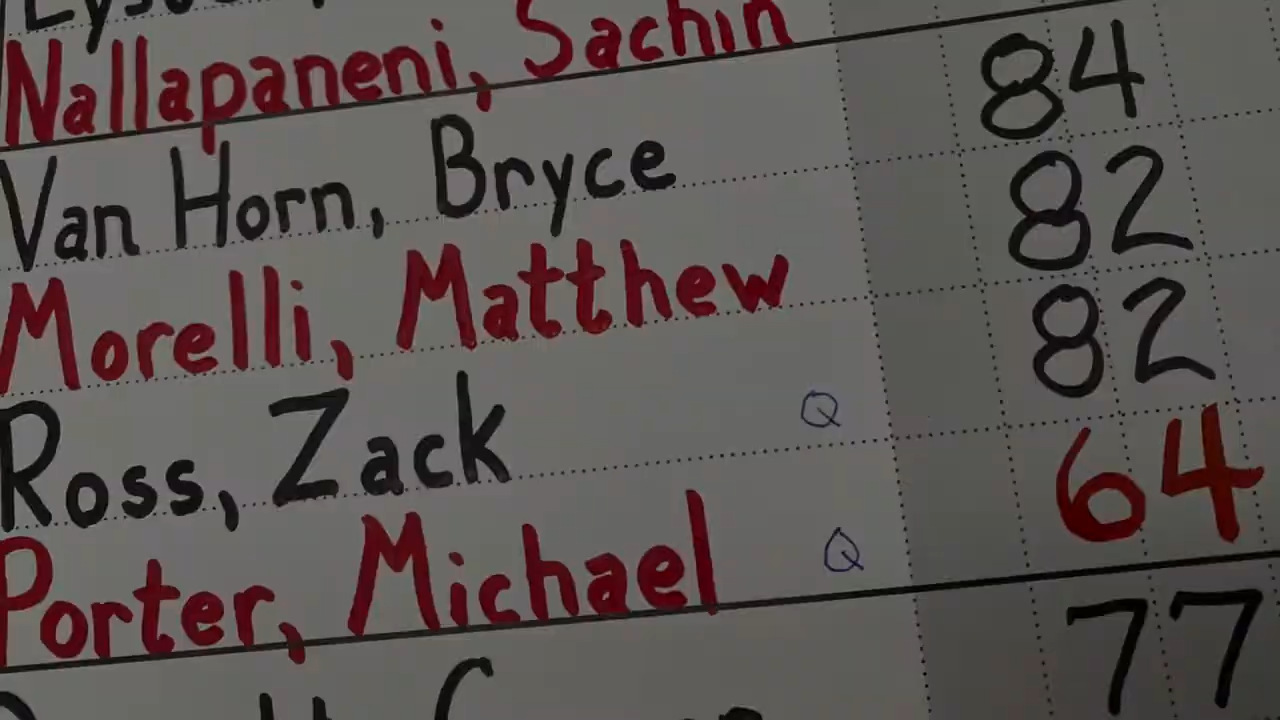 Nallapaneni, Sachin
Van Horn, Bryce 84
Morelli, Matthew 82
Ross, Zack Q 82
Porter, Michael Q 64
77